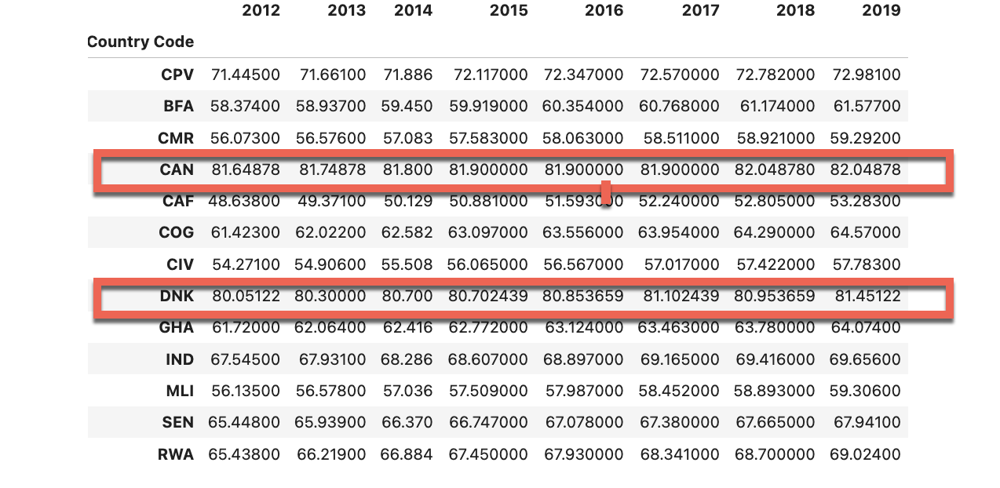 2012 2013 2014 2015 2016 2017 2018 2019
Country Code
CPV 71.44500 71.66100 71.886 72.117000 72.347000 72.570000 72.782000 72.98100
BFA 58.37400 58.93700 59.450 59.919000 60.354000 60.768000 61.174000 61.57700
CMR 56.07300 56.57600 57.083 57.583000 58.063000 58.511000 58.921000 59.29200
CAN 81.64878 81.74878 81.800 81.900000 81.900000 81.900000 82.048780 82.04878
CAF 48.63800 49.37100 50.129 50.881000 51.593000 52.240000 52.805000 53.28300
COG 61.42300 62.02200 62.582 63.097000 63.556000 63.954000 64.290000 64.57000
CIV 54.27100 54.90600 55.508 56.065000 56.567000 57.017000 57.422000 57.78300
DNK 80.05122 80.30000 80.700 80.702439 80.853659 81.102439 80.953659 81.45122
GHA 61.72000 62.06400 62.416 62.772000 63.124000 63.463000 63.780000 64.07400
IND 67.54500 67.93100 68.286 68.607000 68.897000 69.165000 69.416000 69.65600
MLI 56.13500 56.57800 57.036 57.509000 57.987000 58.452000 58.893000 59.30600
SEN 65.44800 65.93900 66.370 66.747000 67.078000 67.380000 67.665000 67.94100
RWA 65.43800 66.21900 66.884 67.450000 67.930000 68.341000 68.700000 69.02400